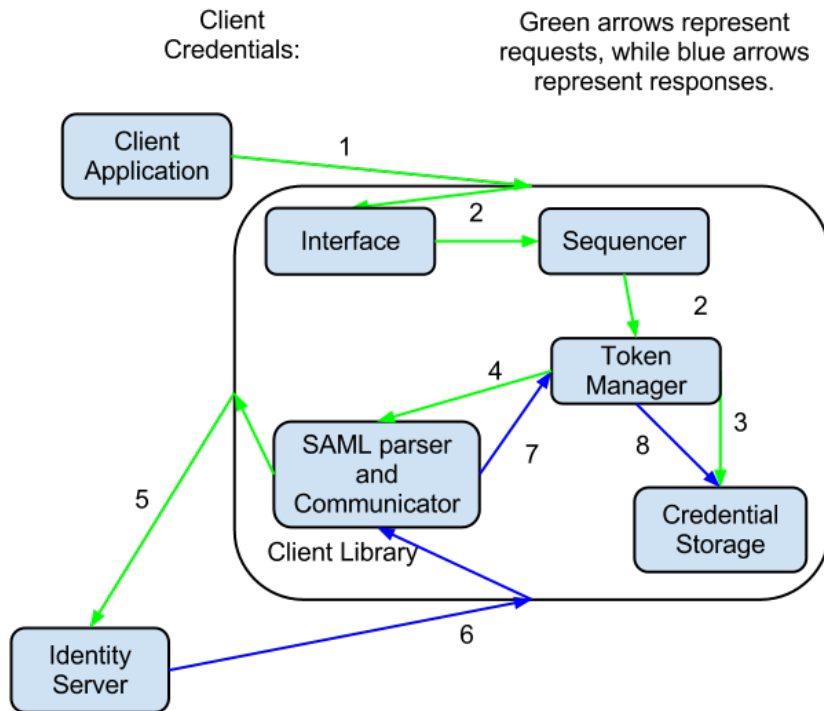 Client
Credentials:
Green arrows represent
requests, while blue arrows
represent responses.
Client
Application
1
Interface
2
Sequencer
2
Token
Manager
4
3
SAML parser
and
Communicator
7
8
Credential
Storage
5
Client Library
6
Identity
Server